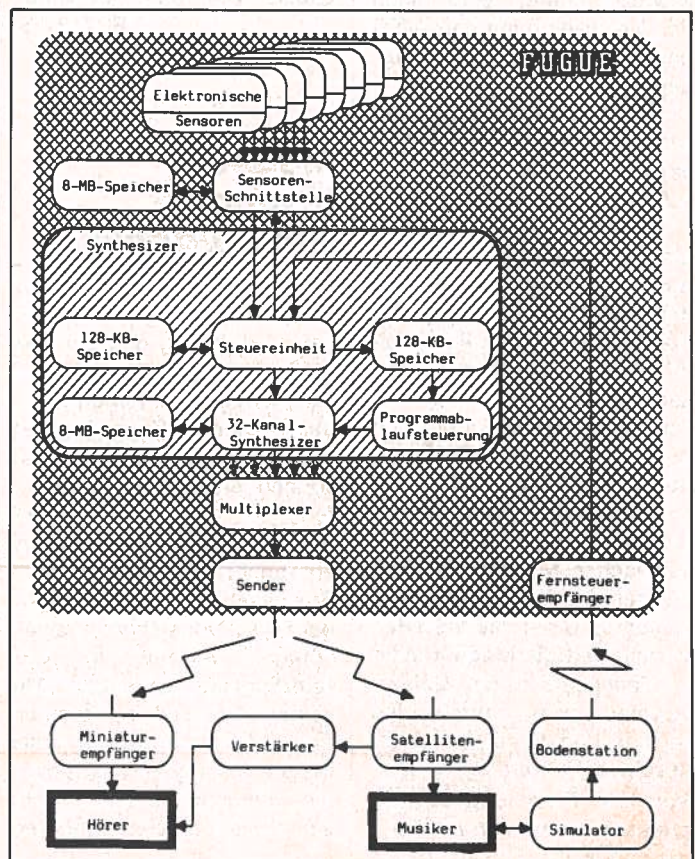 FUGUE
Elektronische
Sensoren
8-MB-Speicher
Sensoren-
Schnittstelle
Synthesizer
128-KB-
Speicher
Steuereinheit
128-KB-
Speicher
8-MB-Speicher
32-Kanal-
Synthesizer
Programmab-
laufsteuerung
Multiplexer
Sender
Fernsteuer-
empfänger
Miniatur-
empfänger
Verstärker
Satelliten-
empfänger
Bodenstation
Hörer
Musiker
Simulator